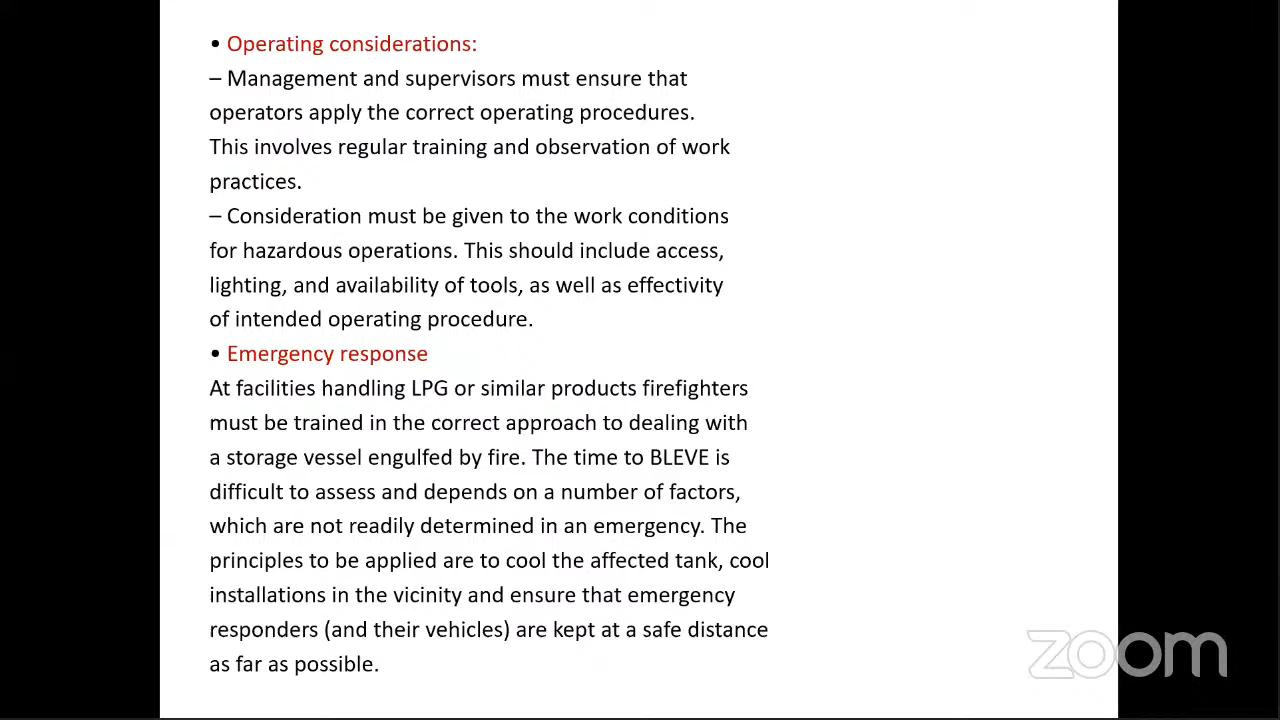 • Operating considerations:
– Management and supervisors must ensure that
operators apply the correct operating procedures.
This involves regular training and observation of work
practices.
– Consideration must be given to the work conditions
for hazardous operations. This should include access,
lighting, and availability of tools, as well as effectivity
of intended operating procedure.
• Emergency response
At facilities handling LPG or similar products firefighters
must be trained in the correct approach to dealing with
a storage vessel engulfed by fire. The time to BLEVE is
difficult to assess and depends on a number of factors,
which are not readily determined in an emergency. The
principles to be applied are to cool the affected tank, cool
installations in the vicinity and ensure that emergency
responders (and their vehicles) are kept at a safe distance
as far as possible.
zoom